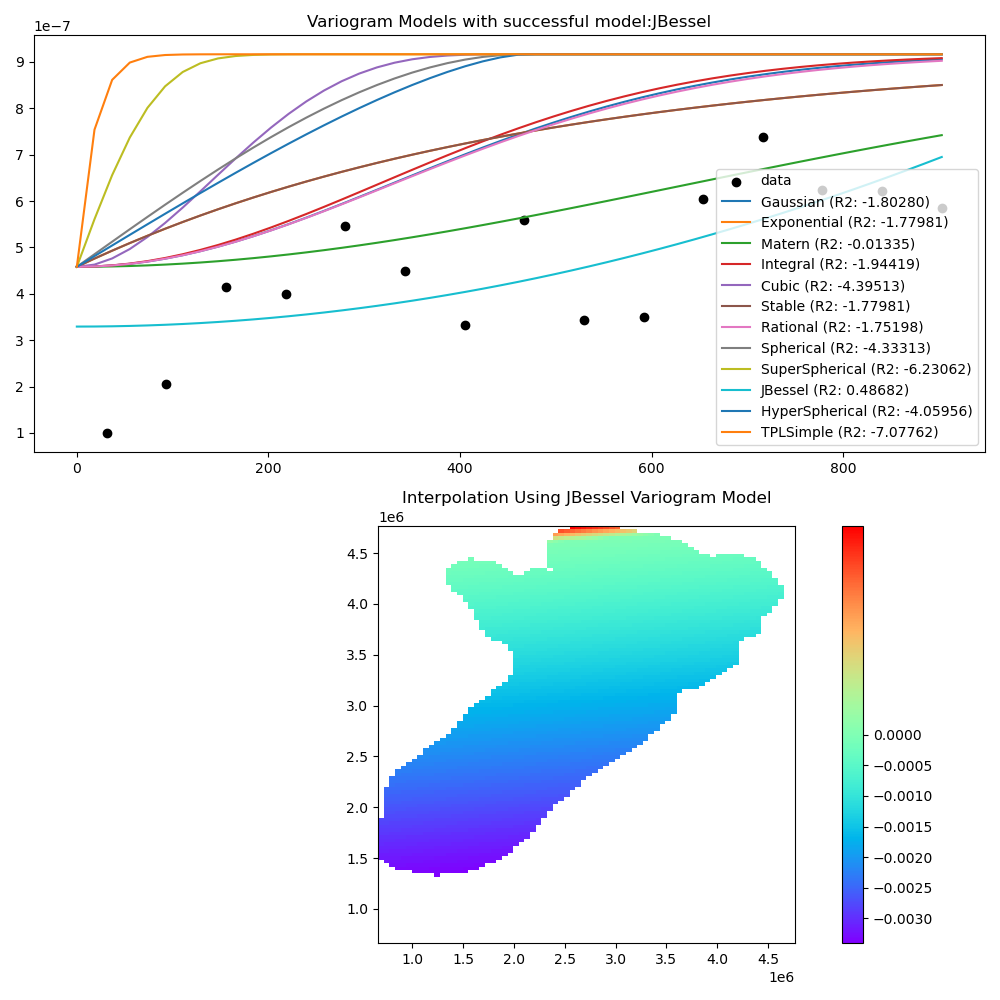 Variogram Models with successful model:JBessel
1e−7
9
8
7
6
5
4
3
2
1
0
200
400
600
800
data
Gaussian (R2: -1.80280)
Exponential (R2: -1.77981)
Matern (R2: -0.01335)
Integral (R2: -1.94419)
Cubic (R2: -4.39513)
Stable (R2: -1.77981)
Rational (R2: -1.75198)
Spherical (R2: -4.33313)
SuperSpherical (R2: -6.23062)
JBessel (R2: 0.48682)
HyperSpherical (R2: -4.05956)
TPLSimple (R2: -7.07762)
Interpolation Using JBessel Variogram Model
1e6
4.5
4.0
3.5
3.0
2.5
2.0
1.5
1.0
1.0
1.5
2.0
2.5
3.0
3.5
4.0
4.5
1e6
0.0000
−0.0005
−0.0010
−0.0015
−0.0020
−0.0025
−0.0030